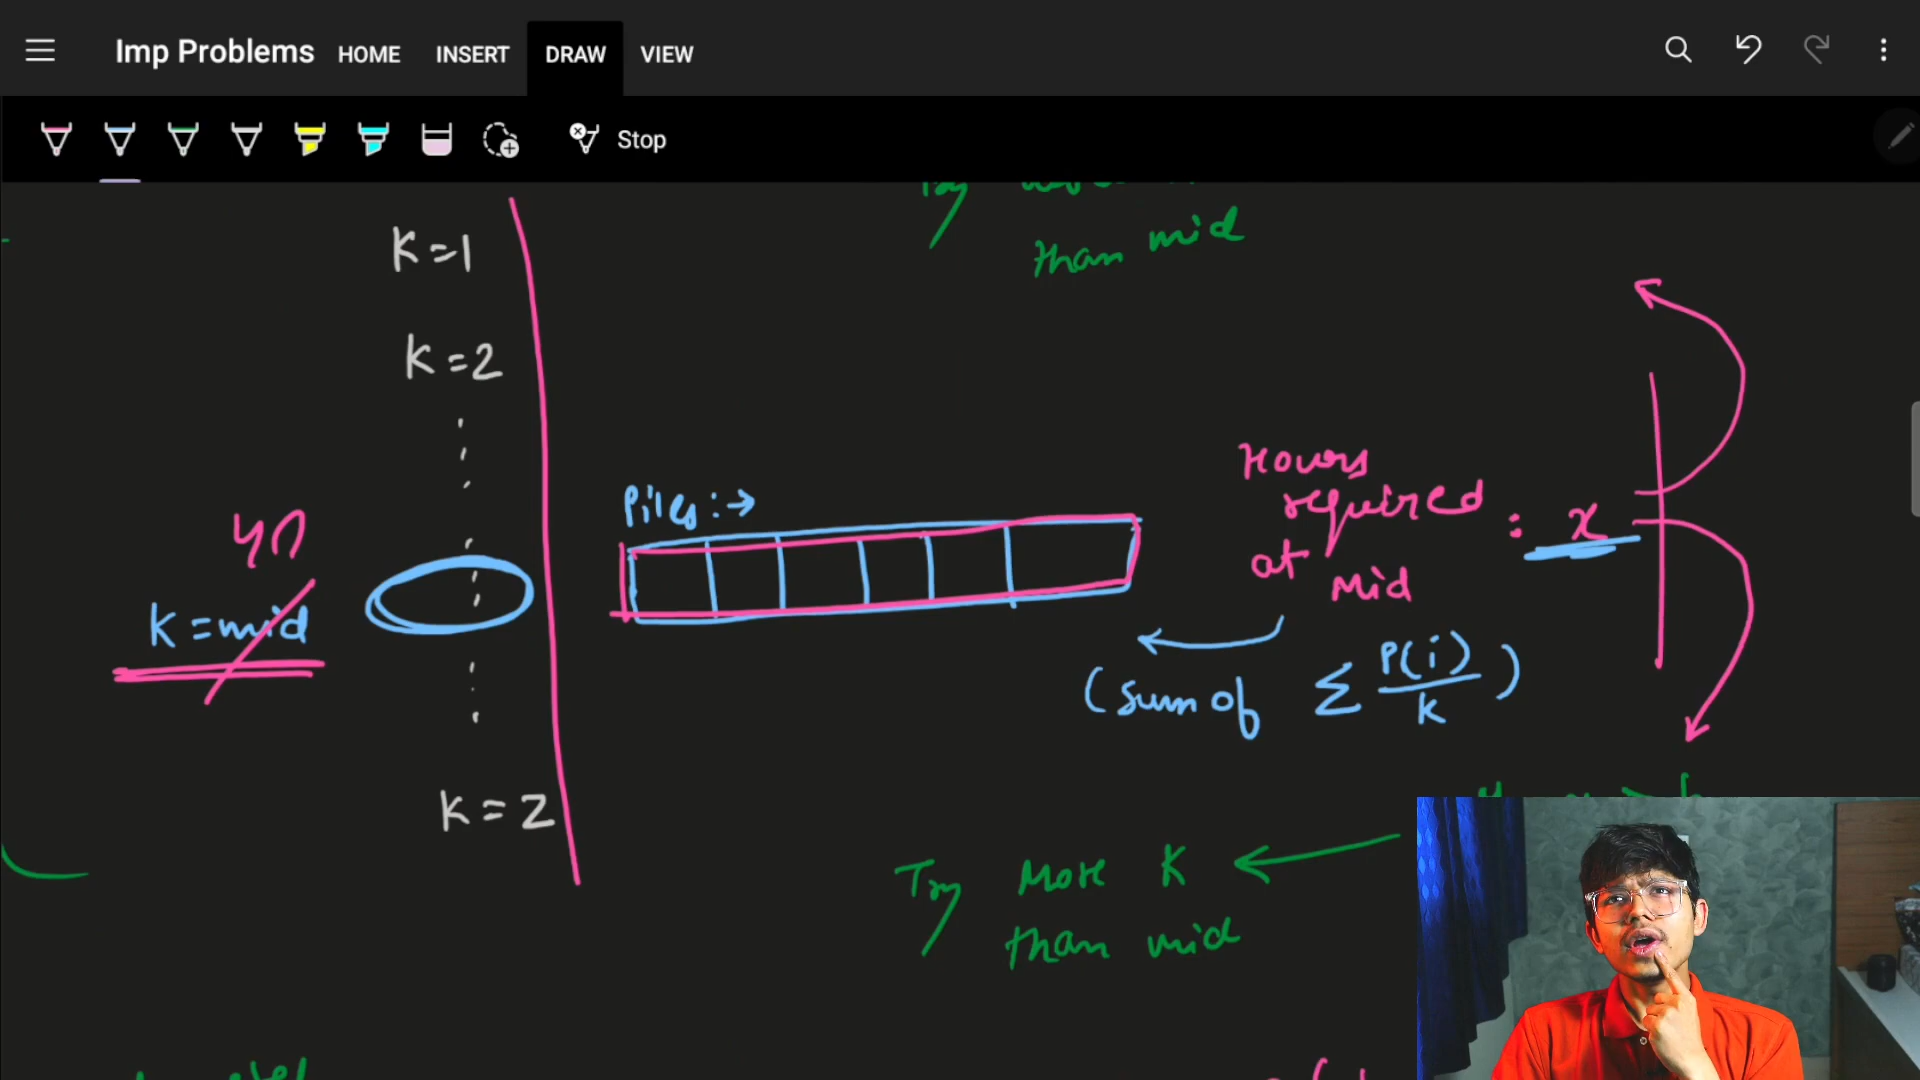 Imp Problems HOME INSERT DRAW VIEW
Stop
than mid
K=1
K=2
Piles:→
Hours
required
at Mid
: x
K=mid
(sum of Σ P(i)/K)
K=2
Try More K
than mid